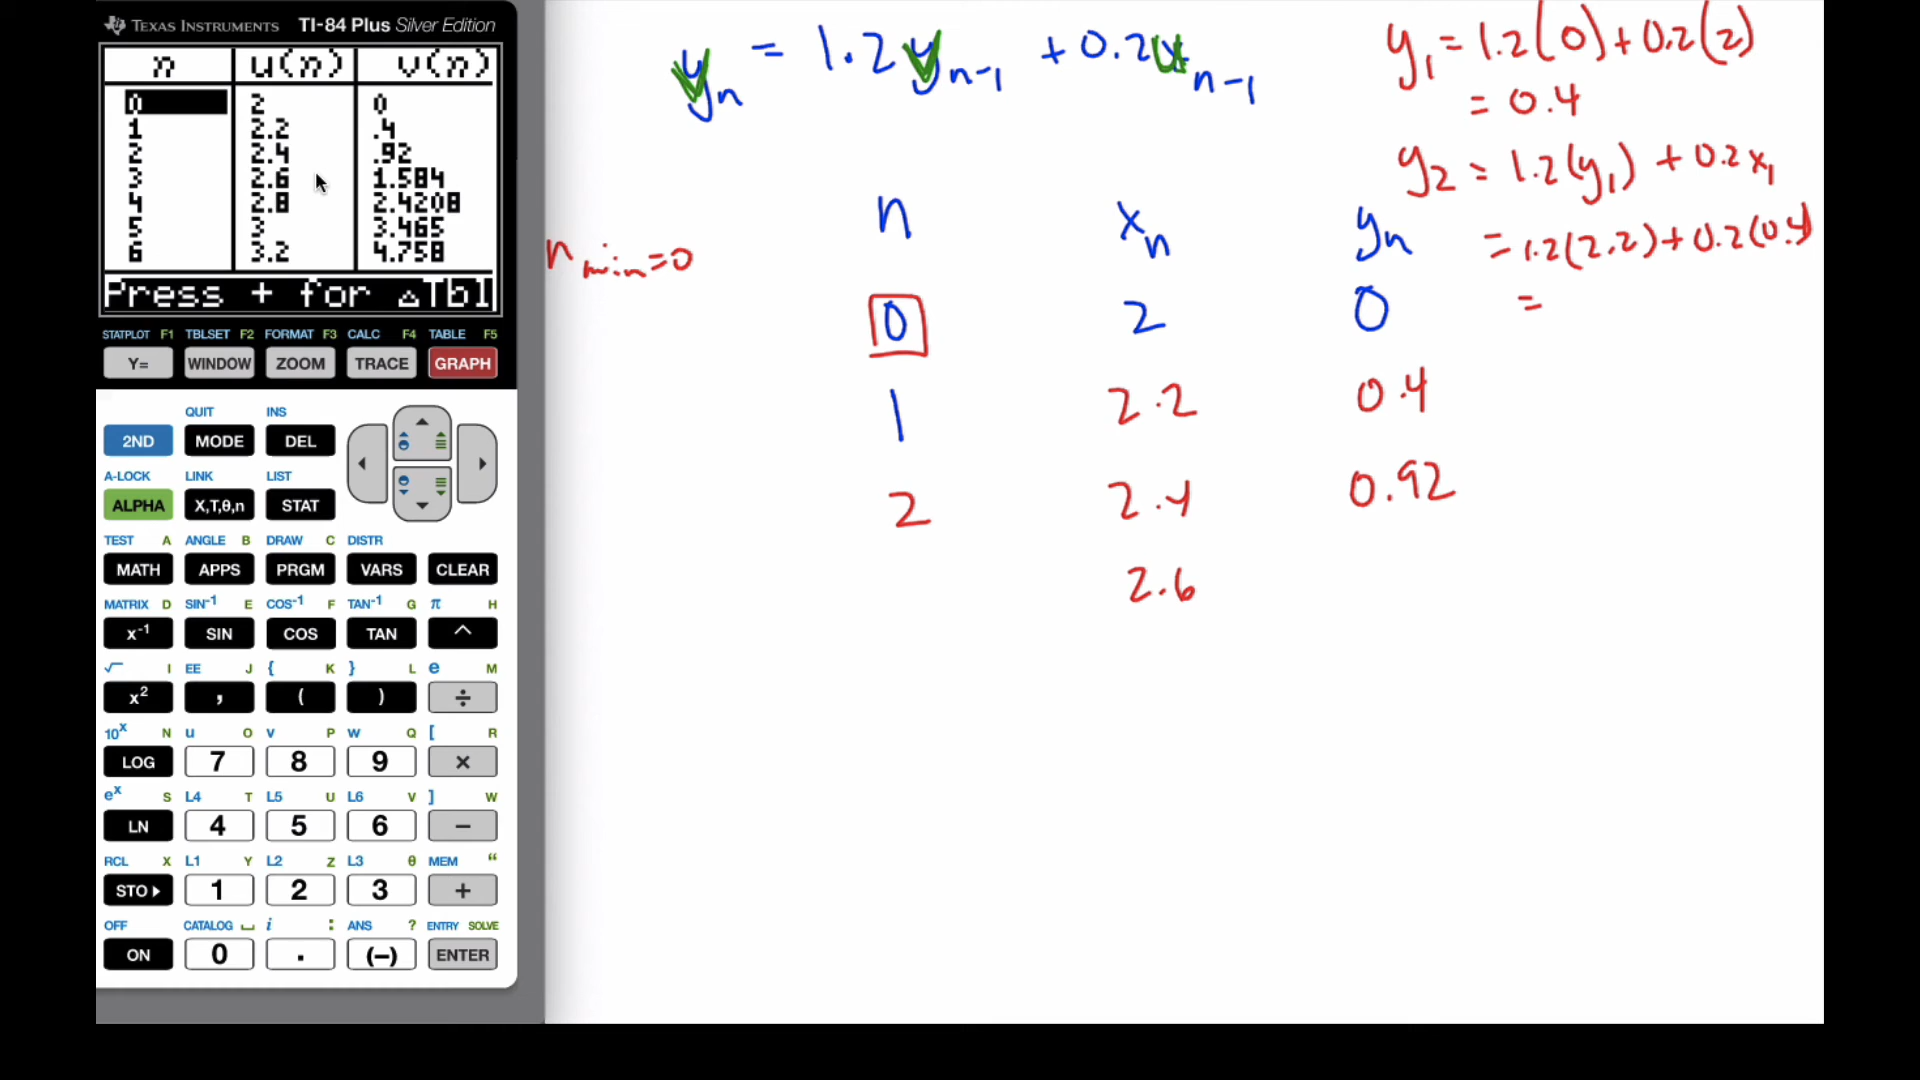 TEXAS INSTRUMENTS TI-84 Plus Silver Edition
n u(n) v(n)
0 2 0
1 2.2 .4
2 2.4 .92
3 2.6 1.584
4 2.8 2.4208
5 3 3.465
6 3.2 4.758
Press + for △Tbl
STATPLOT F1 TBLSET F2 FORMAT F3 CALC F4 TABLE F5
Y= WINDOW ZOOM TRACE GRAPH
QUIT INS
2ND MODE DEL
A-LOCK LINK LIST
ALPHA X,T,θ,n STAT
TEST A ANGLE B DRAW C DISTR
MATH APPS PRGM VARS CLEAR
MATRIX D SIN⁻¹ E COS⁻¹ F TAN⁻¹ G π H
x⁻¹ SIN COS TAN ^
√ I EE J { K } L e M
x² , ( ) ÷
10ˣ N u O v P w Q [ R
LOG 7 8 9 ×
eˣ S L4 T L5 U L6 V ] W
LN 4 5 6 −
RCL X L1 Y L2 Z L3 θ MEM “
STO▸ 1 2 3 +
OFF CATALOG ⎵ i : ANS ? ENTRY SOLVE
ON 0 . (−) ENTER
yₙ = 1.2yₙ₋₁ + 0.2xₙ₋₁
v v u
n xₙ yₙ
n min=0
0 2 0
1 2.2 0.4
2 2.4 0.92
2.6
y₁ = 1.2(0)+0.2(2)
= 0.4
y₂ = 1.2(y₁) + 0.2x₁
= 1.2(2.2)+0.2(0.4)
=